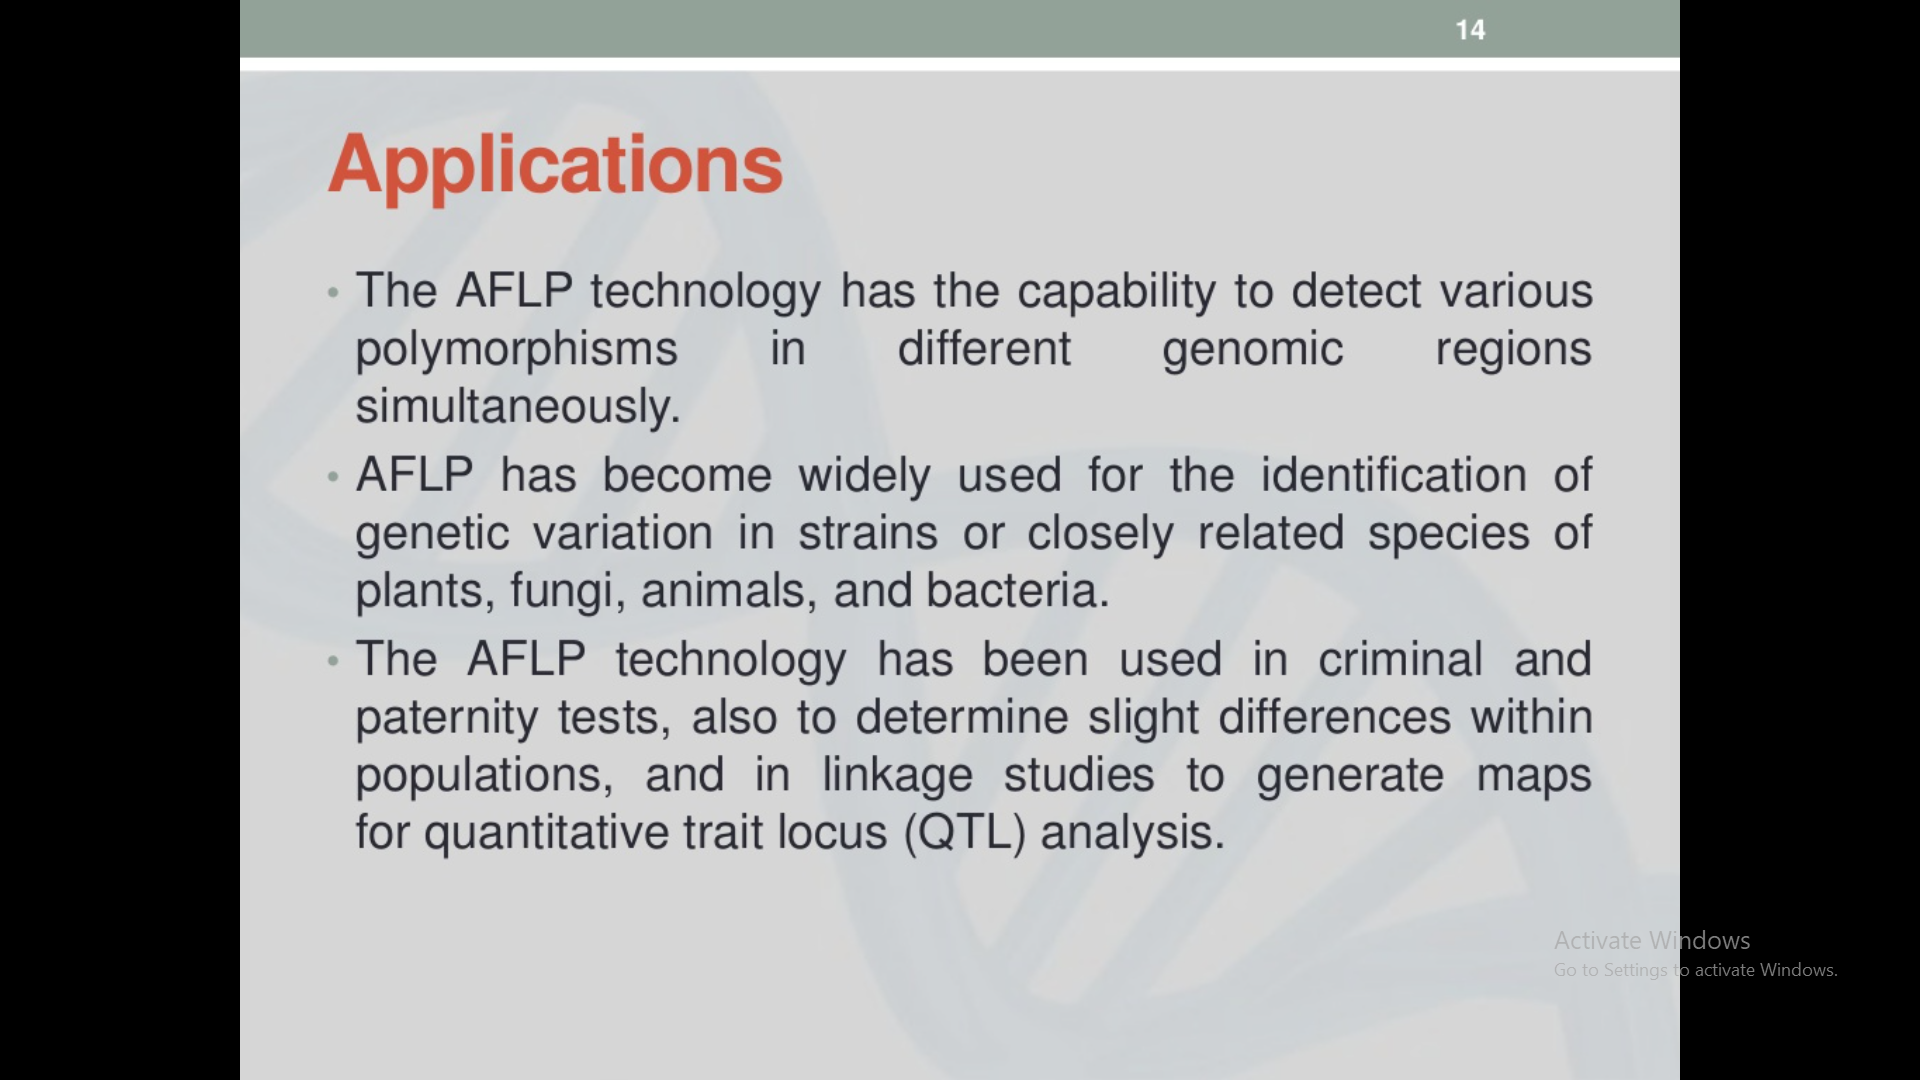 14
Applications
• The AFLP technology has the capability to detect various
polymorphisms in different genomic regions
simultaneously.
• AFLP has become widely used for the identification of
genetic variation in strains or closely related species of
plants, fungi, animals, and bacteria.
• The AFLP technology has been used in criminal and
paternity tests, also to determine slight differences within
populations, and in linkage studies to generate maps
for quantitative trait locus (QTL) analysis.
Activate Windows
Go to Settings to activate Windows.